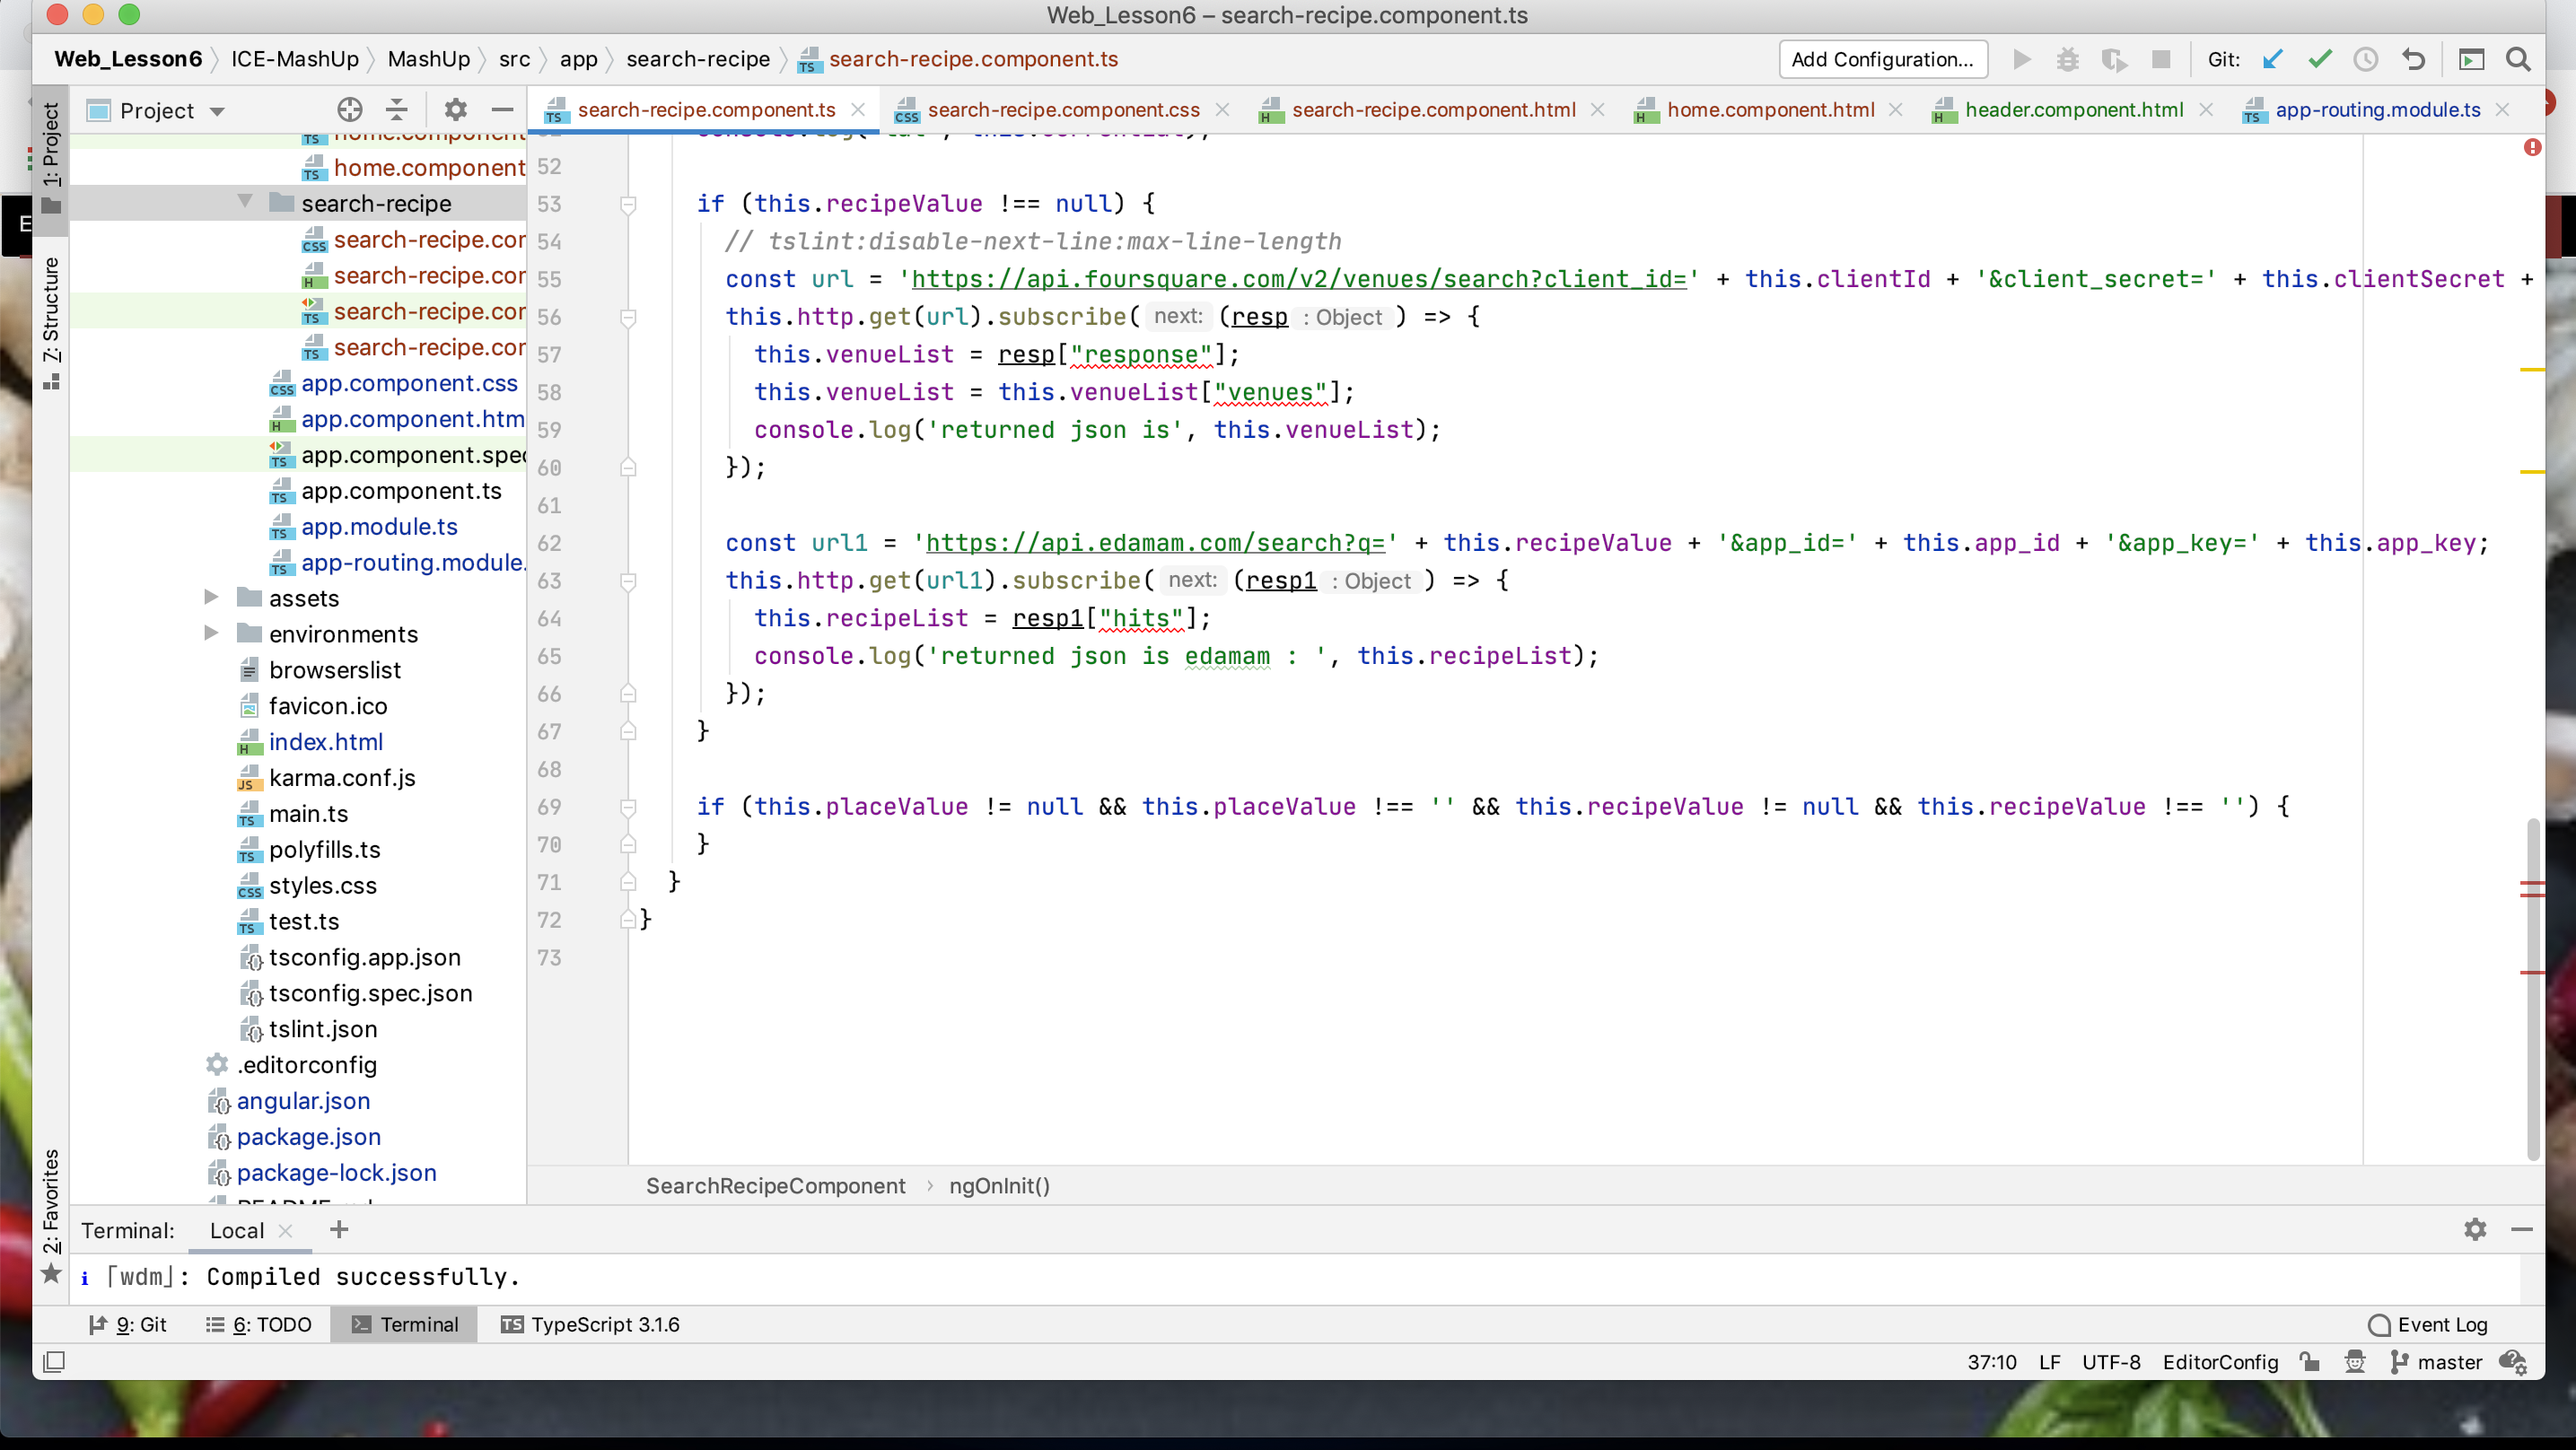 Web_Lesson6 – search-recipe.component.ts
Web_Lesson6 ICE-MashUp MashUp src app search-recipe search-recipe.component.ts Add Configuration... Git:
1: Project
7: Structure
2: Favorites
Project
search-recipe.component.ts search-recipe.component.css search-recipe.component.html home.component.html header.component.html app-routing.module.ts
home.component
home.component
search-recipe
search-recipe.cor
search-recipe.cor
search-recipe.cor
search-recipe.cor
app.component.css
app.component.htm
app.component.spec
app.component.ts
app.module.ts
app-routing.module.
assets
environments
browserslist
favicon.ico
index.html
karma.conf.js
main.ts
polyfills.ts
styles.css
test.ts
tsconfig.app.json
tsconfig.spec.json
tslint.json
.editorconfig
angular.json
package.json
package-lock.json
52
53 if (this.recipeValue !== null) {
54 // tslint:disable-next-line:max-line-length
55 const url = 'https://api.foursquare.com/v2/venues/search?client_id=' + this.clientId + '&client_secret=' + this.clientSecret +
56 this.http.get(url).subscribe( next: (resp : Object ) => {
57 this.venueList = resp["response"];
58 this.venueList = this.venueList["venues"];
59 console.log('returned json is', this.venueList);
60 });
61
62 const url1 = 'https://api.edamam.com/search?q=' + this.recipeValue + '&app_id=' + this.app_id + '&app_key=' + this.app_key;
63 this.http.get(url1).subscribe( next: (resp1 : Object ) => {
64 this.recipeList = resp1["hits"];
65 console.log('returned json is edamam : ', this.recipeList);
66 });
67 }
68
69 if (this.placeValue != null && this.placeValue !== '' && this.recipeValue != null && this.recipeValue !== '') {
70 }
71 }
72 }
73
SearchRecipeComponent › ngOnInit()
Terminal: Local
i ｢wdm｣: Compiled successfully.
9: Git 6: TODO Terminal TypeScript 3.1.6 Event Log
37:10 LF UTF-8 EditorConfig master